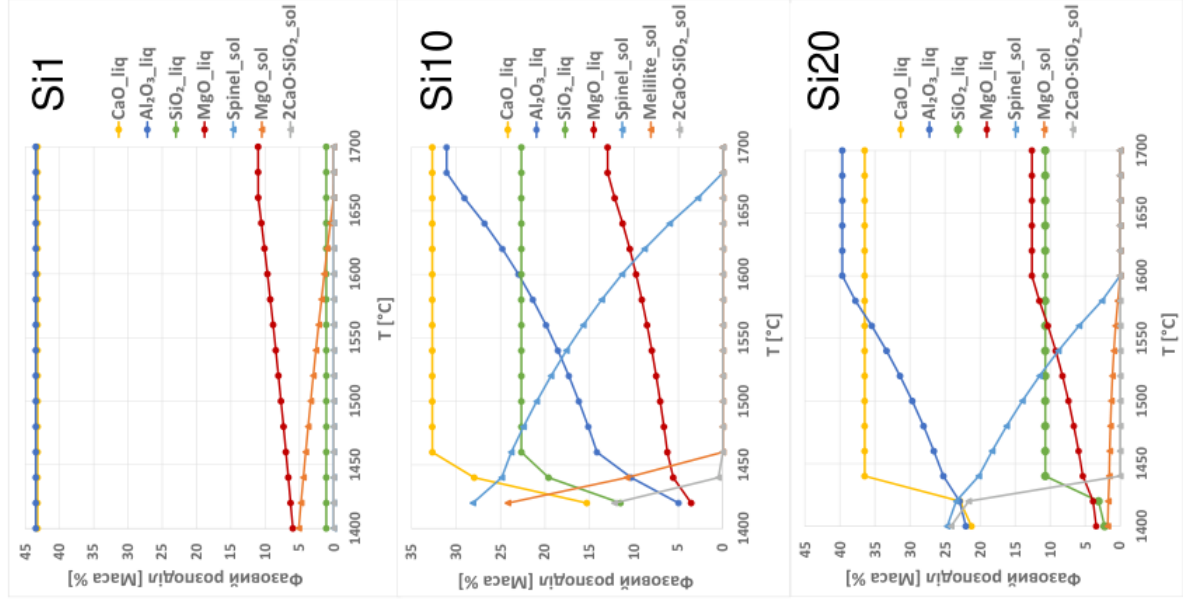 Si1
45
40
35
30
25
20
15
10
5
0
Фазовий розподіл [Маса %]
1400
1450
1500
1550
1600
1650
1700
T [°C]
CaO_liq
Al₂O₃_liq
SiO₂_liq
MgO_liq
Spinel_sol
MgO_sol
2CaO·SiO₂_sol
Si10
35
30
25
20
15
10
5
0
Фазовий розподіл [Маса %]
1400
1450
1500
1550
1600
1650
1700
T [°C]
CaO_liq
Al₂O₃_liq
SiO₂_liq
MgO_liq
Spinel_sol
Melilite_sol
2CaO·SiO₂_sol
Si20
45
40
35
30
25
20
15
10
5
0
Фазовий розподіл [Маса %]
1400
1450
1500
1550
1600
1650
1700
T [°C]
CaO_liq
Al₂O₃_liq
SiO₂_liq
MgO_liq
Spinel_sol
MgO_sol
2CaO·SiO₂_sol